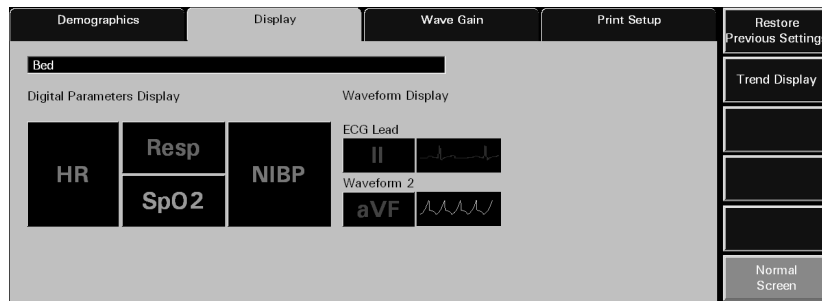 Demographics
Display
Wave Gain
Print Setup
Restore
Previous Setting
Bed
Trend Display
Digital Parameters Display
Waveform Display
ECG Lead
HR
Resp
NIBP
II
SpO2
Waveform 2
aVF
Normal
Screen